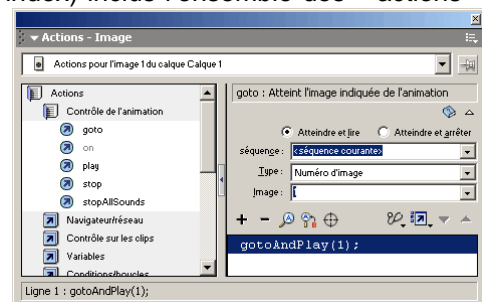 index) inclus l'ensemble des " actions "
Actions - Image
Actions pour l'image 1 du calque Calque 1
Actions
Contrôle de l'animation
goto
on
play
stop
stopAllSounds
Navigateur/réseau
Contrôle sur les clips
Variables
Conditions/boucles
goto : Atteint l'image indiquée de l'animation
Atteindre et lire Atteindre et arrêter
séquence : <séquence courante>
Type : Numéro d'image
Image : 1
gotoAndPlay(1);
Ligne 1 : gotoAndPlay(1);